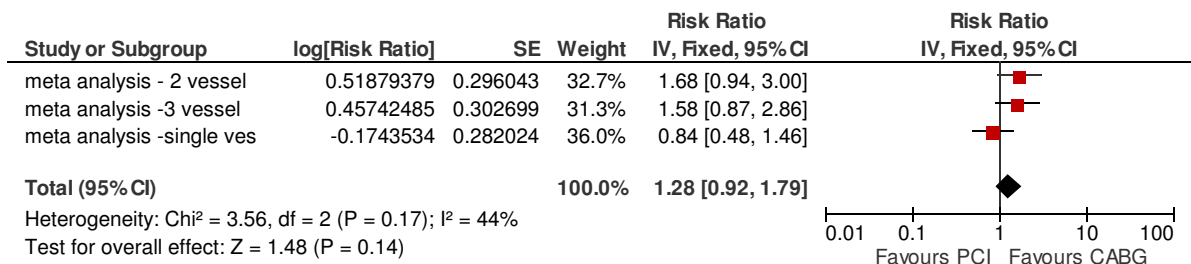 Risk Ratio Risk Ratio
Study or Subgroup log[Risk Ratio] SE Weight IV, Fixed, 95% CI IV, Fixed, 95% CI
meta analysis - 2 vessel 0.51879379 0.296043 32.7% 1.68 [0.94, 3.00]
meta analysis -3 vessel 0.45742485 0.302699 31.3% 1.58 [0.87, 2.86]
meta analysis -single ves -0.1743534 0.282024 36.0% 0.84 [0.48, 1.46]
Total (95% CI) 100.0% 1.28 [0.92, 1.79]
Heterogeneity: Chi² = 3.56, df = 2 (P = 0.17); I² = 44%
Test for overall effect: Z = 1.48 (P = 0.14)
0.01 0.1 1 10 100
Favours PCI Favours CABG